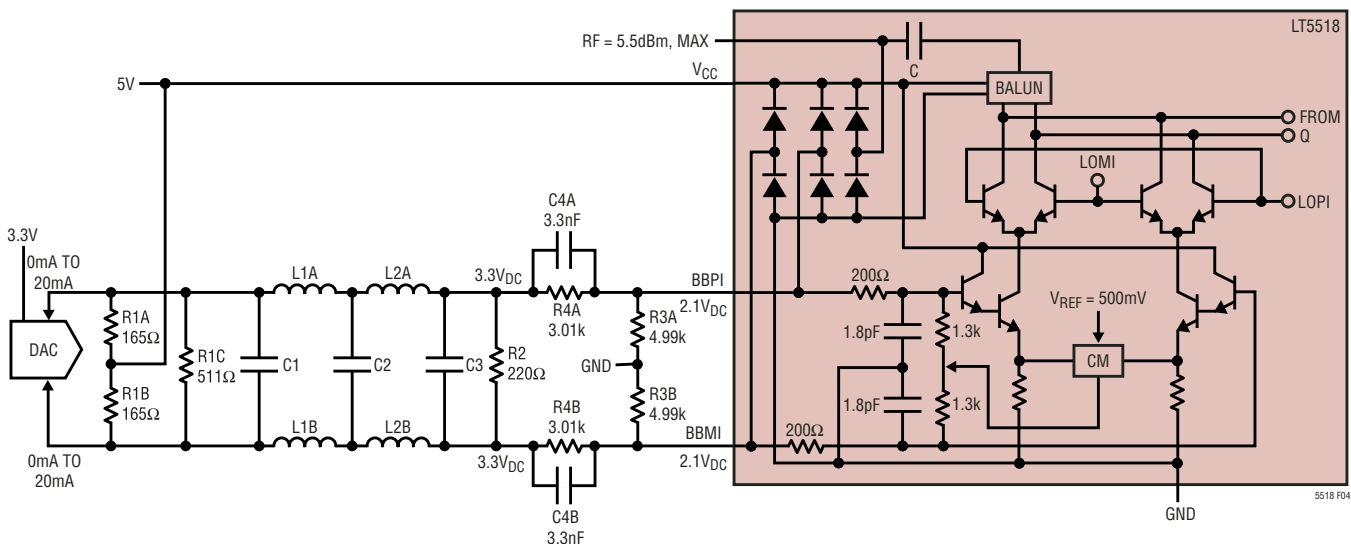 LT5518
RF = 5.5dBm, MAX
C
VCC
5V
BALUN
FROM
Q
LOMI
LOPI
C4A
3.3nF
3.3V
0mA TO
20mA
L1A
L2A
3.3VDC
BBPI
2.1VDC
200Ω
VREF = 500mV
R4A
3.01k
R1A
165Ω
R3A
4.99k
1.8pF
1.3k
DAC
R1C
511Ω
C1
C2
C3
R2
220Ω
GND
CM
R1B
165Ω
R3B
4.99k
1.8pF
1.3k
R4B
3.01k
L1B
L2B
200Ω
BBMI
0mA TO
20mA
3.3VDC
2.1VDC
C4B
3.3nF
GND
5518 F04